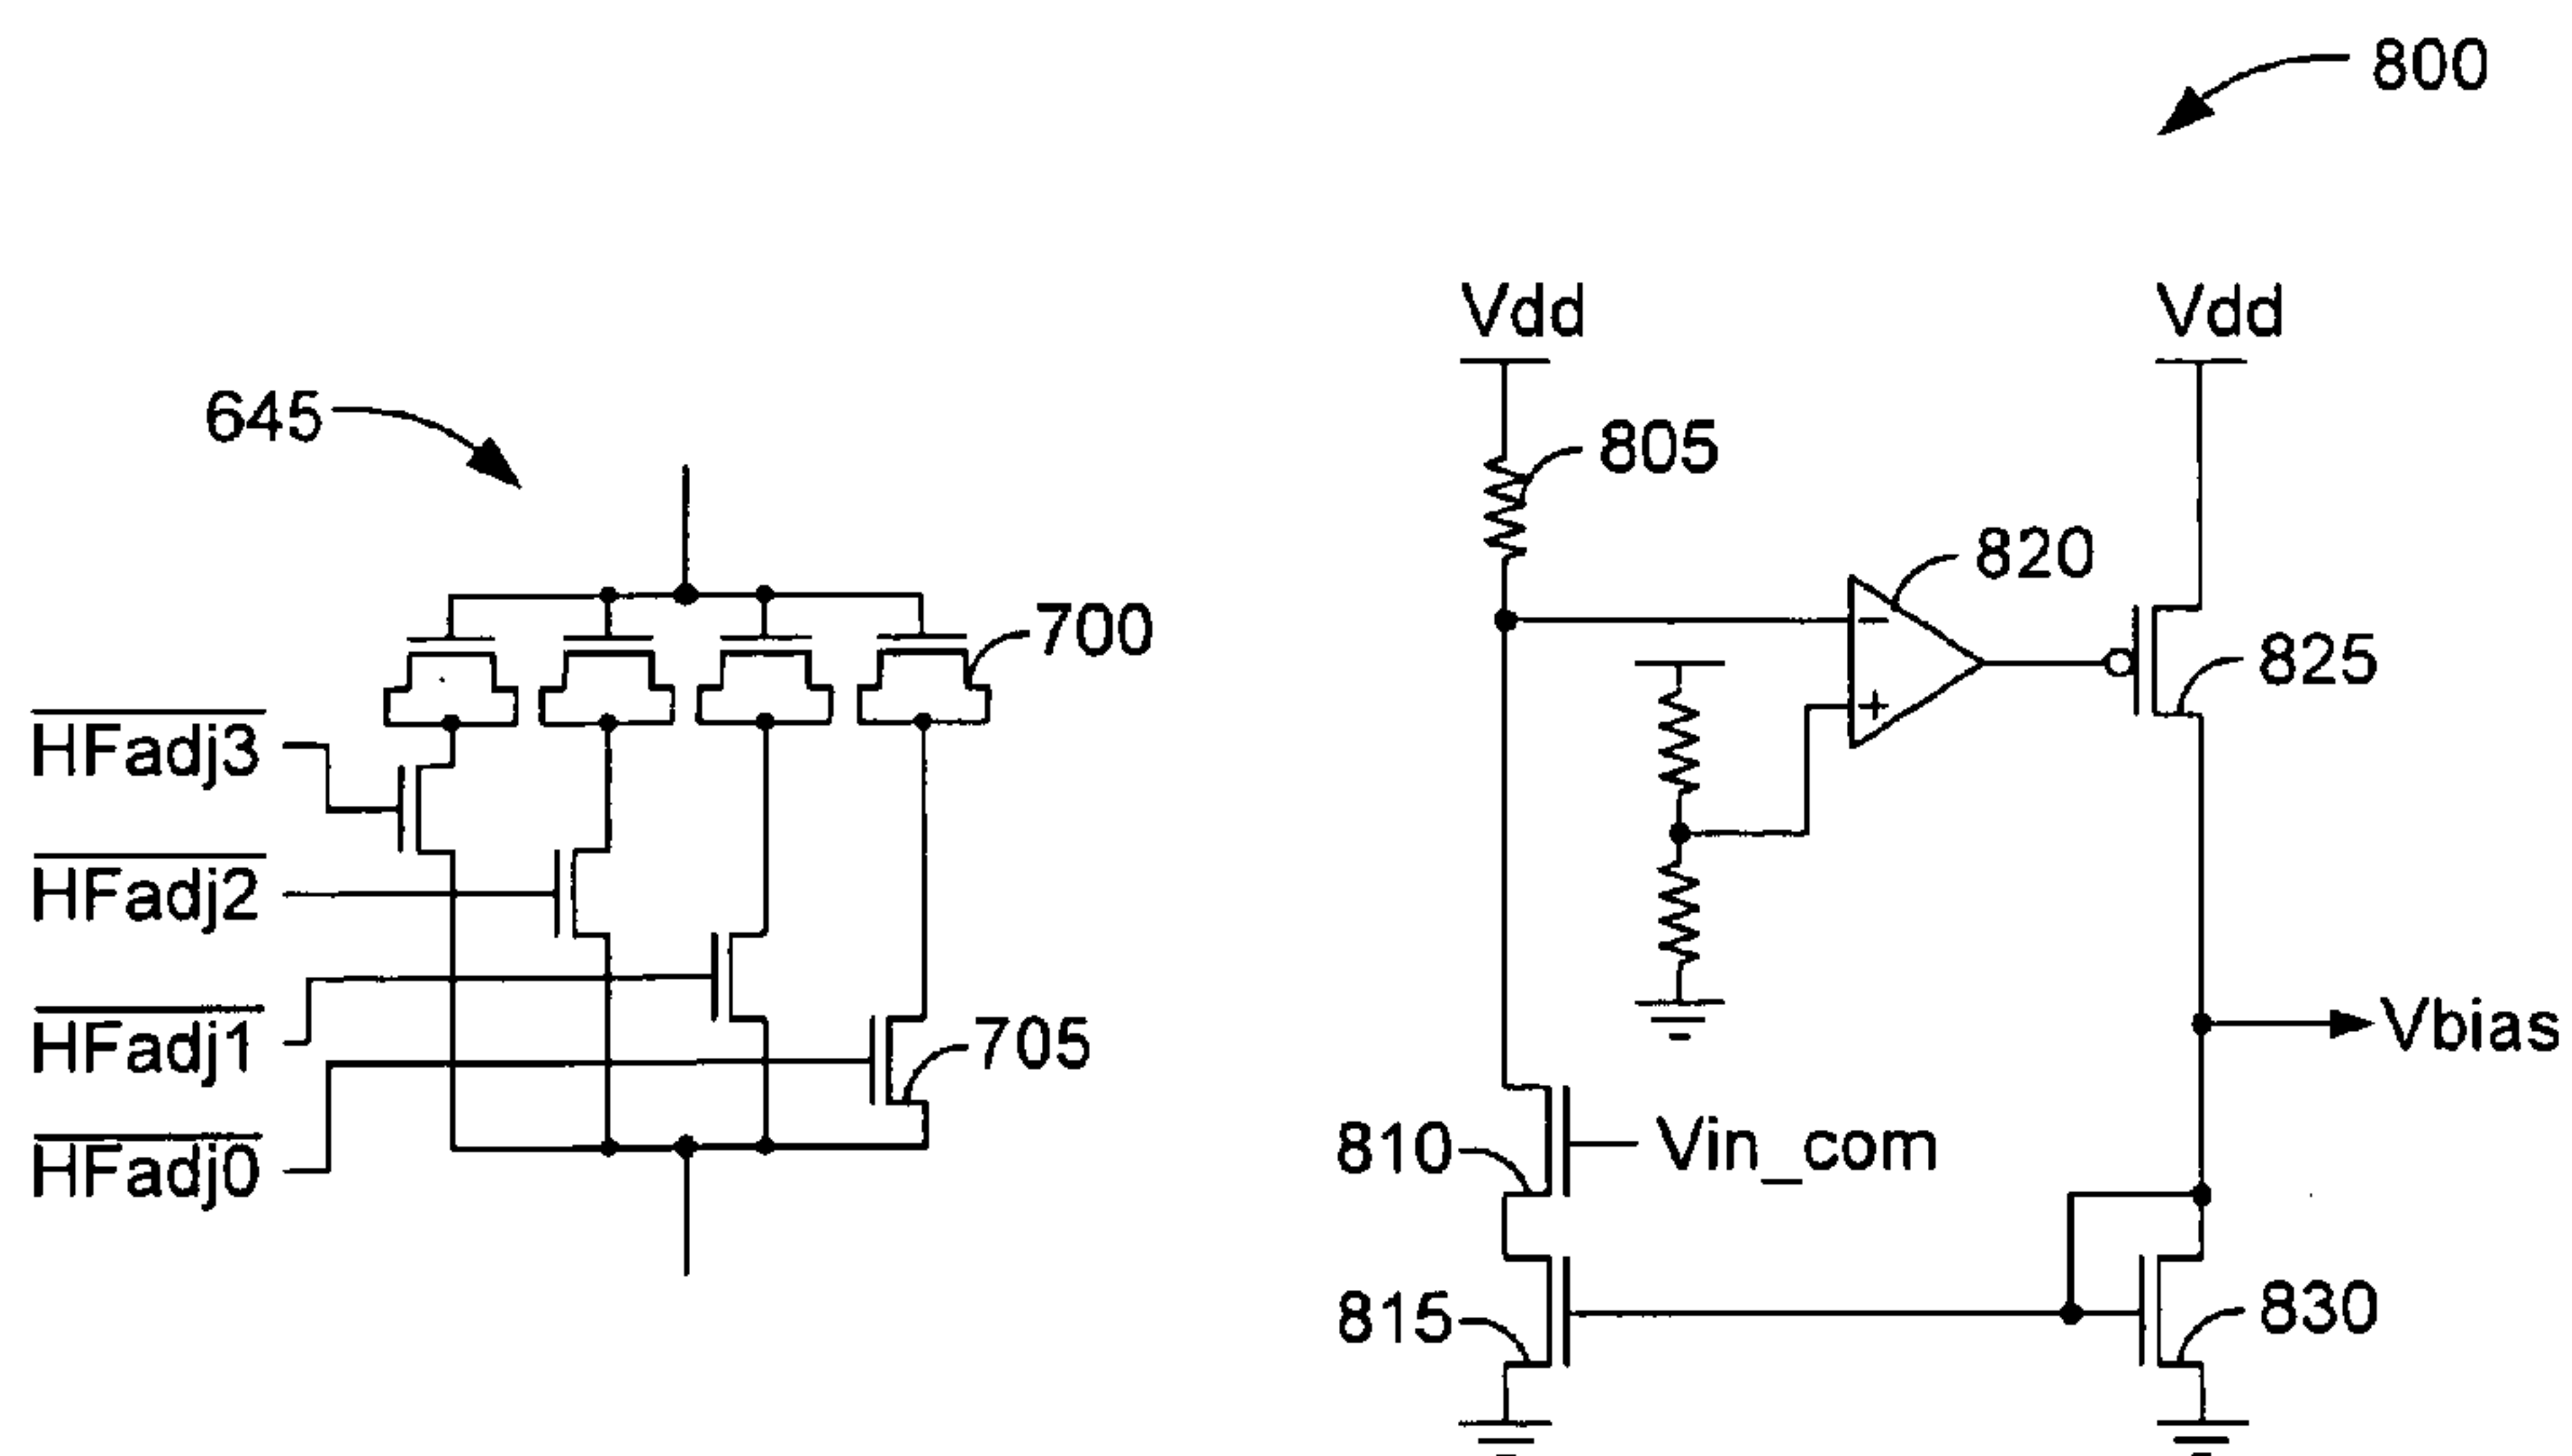 800
Vdd
Vdd
645
805
820
700
825
HFadj3
HFadj2
HFadj1
HFadj0
705
Vbias
810
Vin_com
815
830
−
+